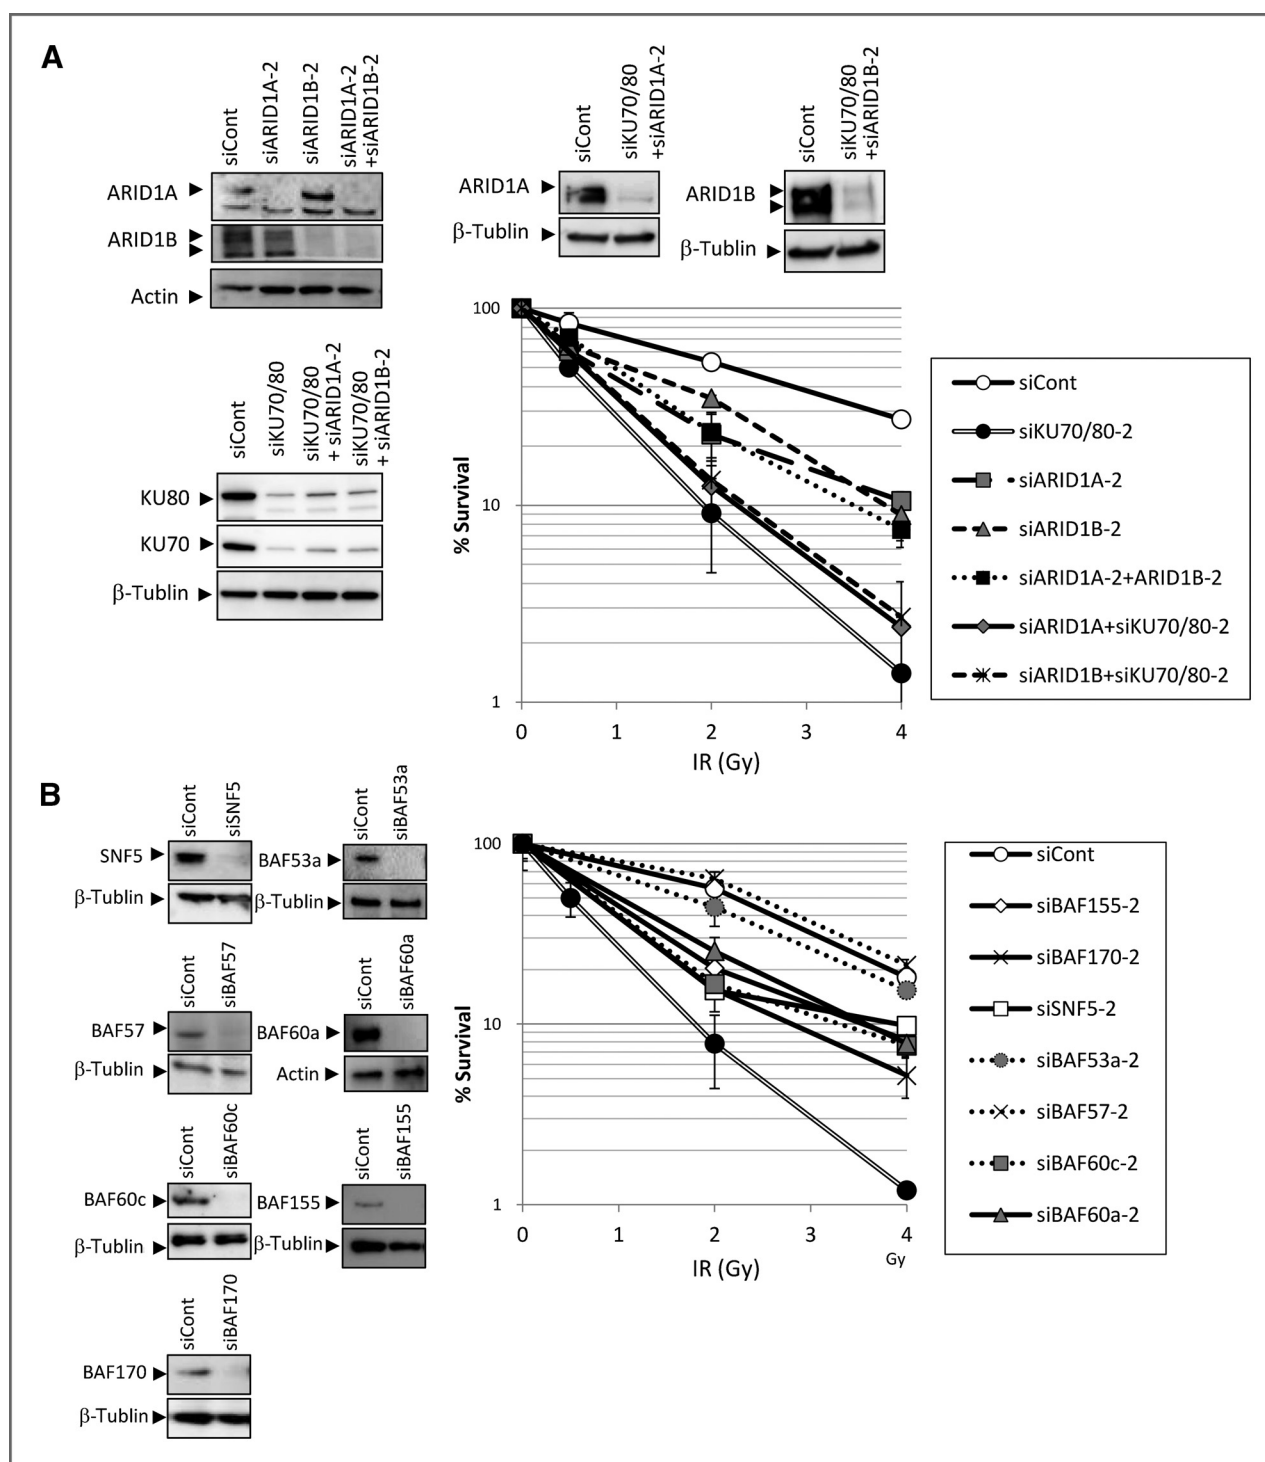 A
siCont
siARID1A-2
siARID1B-2
siARID1A-2
+siARID1B-2
ARID1A
ARID1B
Actin
siCont
siKU70/80
+siARID1A-2
ARID1A
β-Tublin
siCont
siKU70/80
+siARID1B-2
ARID1B
β-Tublin
siCont
siKU70/80
siKU70/80
+ siARID1A-2
siKU70/80
+ siARID1B-2
KU80
KU70
β-Tublin
100
10
1
% Survival
0 1 2 3 4
IR (Gy)
siCont
siKU70/80-2
siARID1A-2
siARID1B-2
siARID1A-2+ARID1B-2
siARID1A+siKU70/80-2
siARID1B+siKU70/80-2
B
siCont
siSNF5
SNF5
β-Tublin
siCont
siBAF53a
BAF53a
β-Tublin
siCont
siBAF57
BAF57
β-Tublin
siCont
siBAF60a
BAF60a
Actin
siCont
siBAF60c
BAF60c
β-Tublin
siCont
siBAF155
BAF155
β-Tublin
siCont
siBAF170
BAF170
β-Tublin
100
10
1
% Survival
0 1 2 3 4
Gy
IR (Gy)
siCont
siBAF155-2
siBAF170-2
siSNF5-2
siBAF53a-2
siBAF57-2
siBAF60c-2
siBAF60a-2